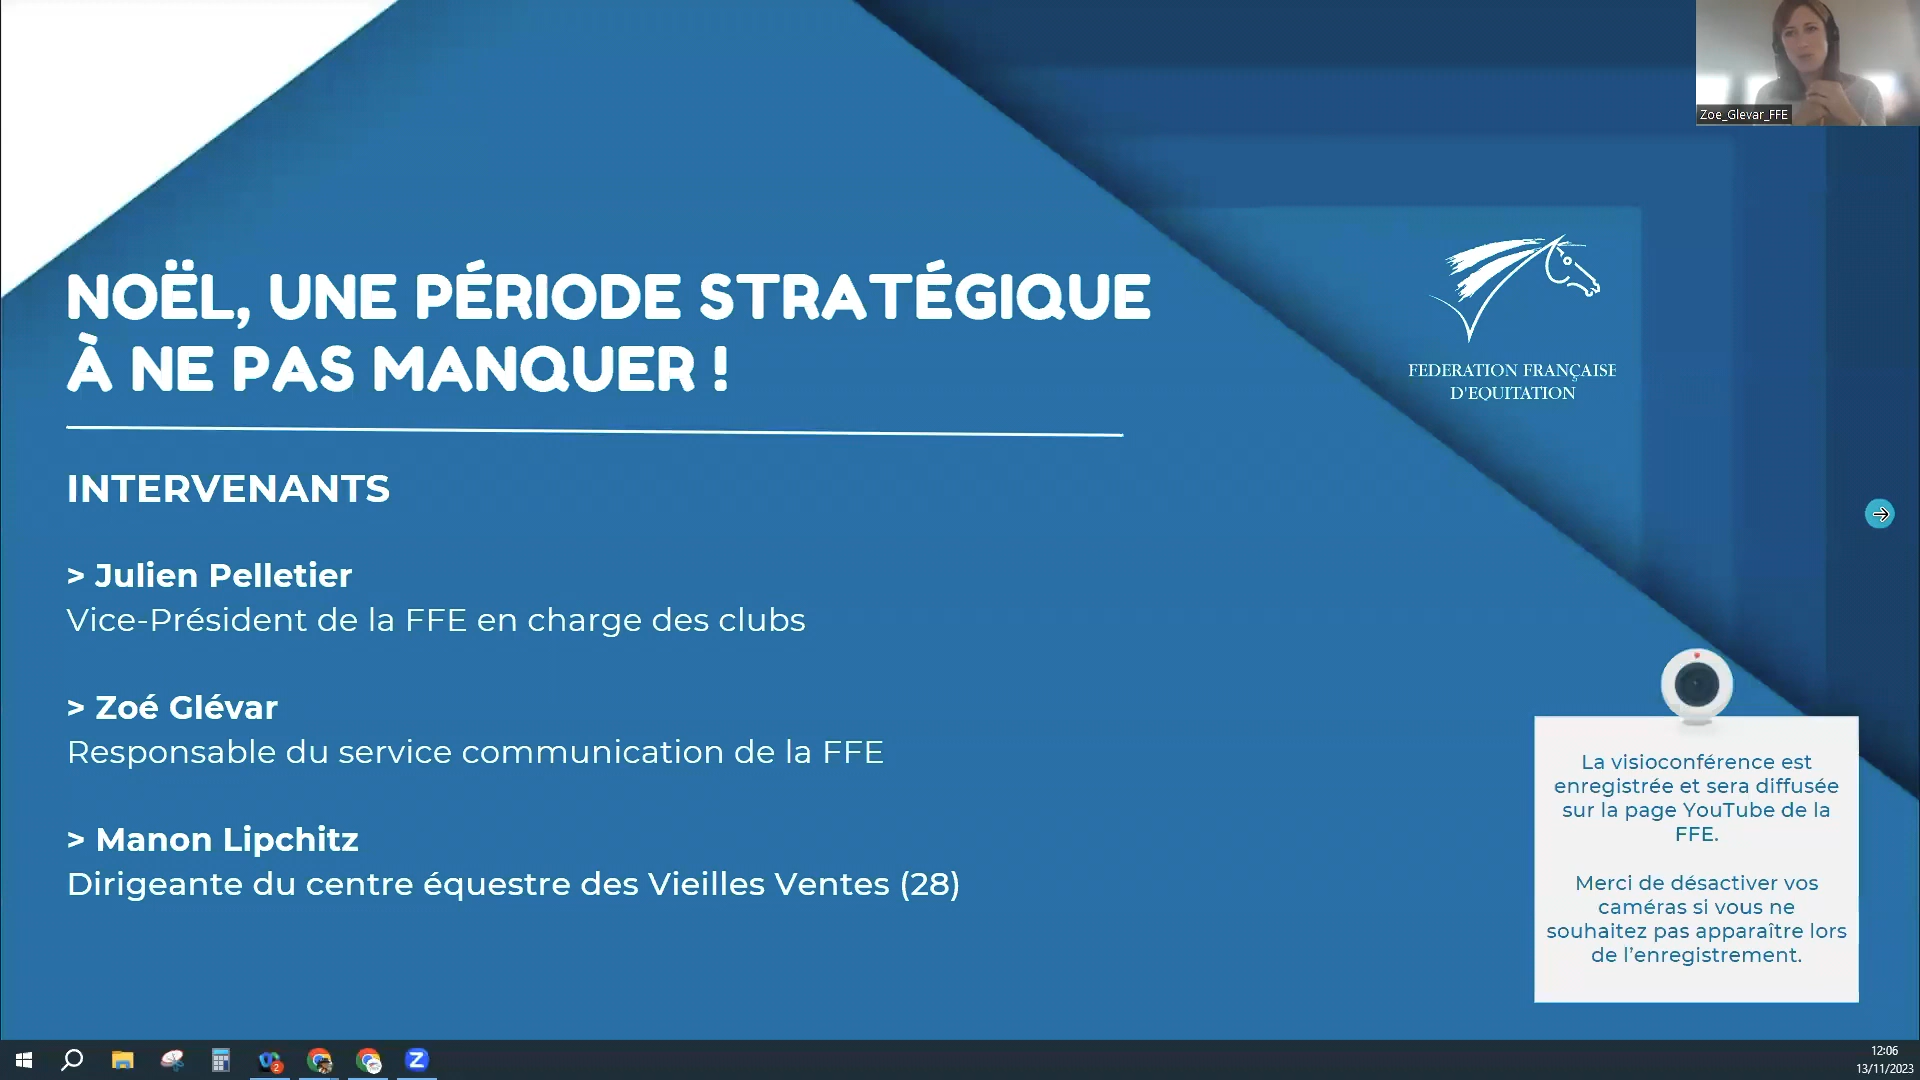 Zoe_Glevar_FFE
NOËL, UNE PÉRIODE STRATÉGIQUE
À NE PAS MANQUER !
FEDERATION FRANÇAISE
D'EQUITATION
INTERVENANTS
> Julien Pelletier
Vice-Président de la FFE en charge des clubs
> Zoé Glévar
Responsable du service communication de la FFE
> Manon Lipchitz
Dirigeante du centre équestre des Vieilles Ventes (28)
La visioconférence est
enregistrée et sera diffusée
sur la page YouTube de la
FFE.
Merci de désactiver vos
caméras si vous ne
souhaitez pas apparaître lors
de l'enregistrement.
2
Z
12:06
13/11/2023